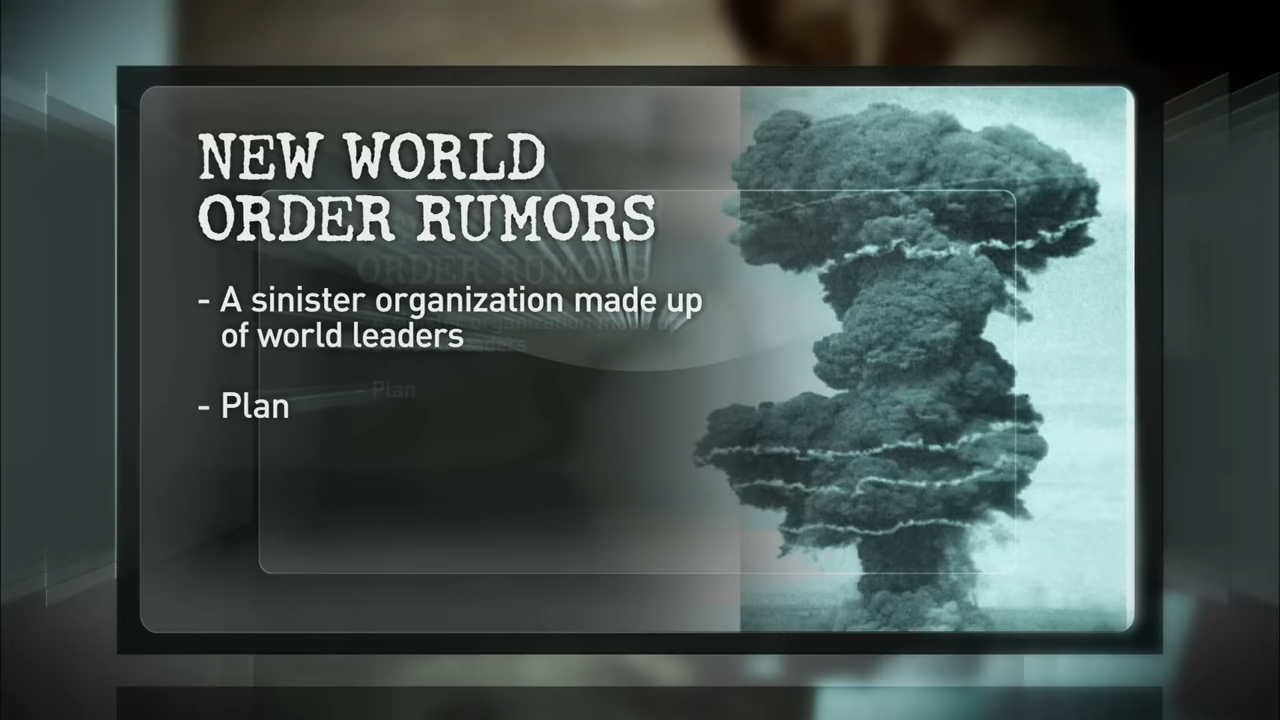 NEW WORLD
ORDER RUMORS
- A sinister organization made up
of world leaders
- Plan